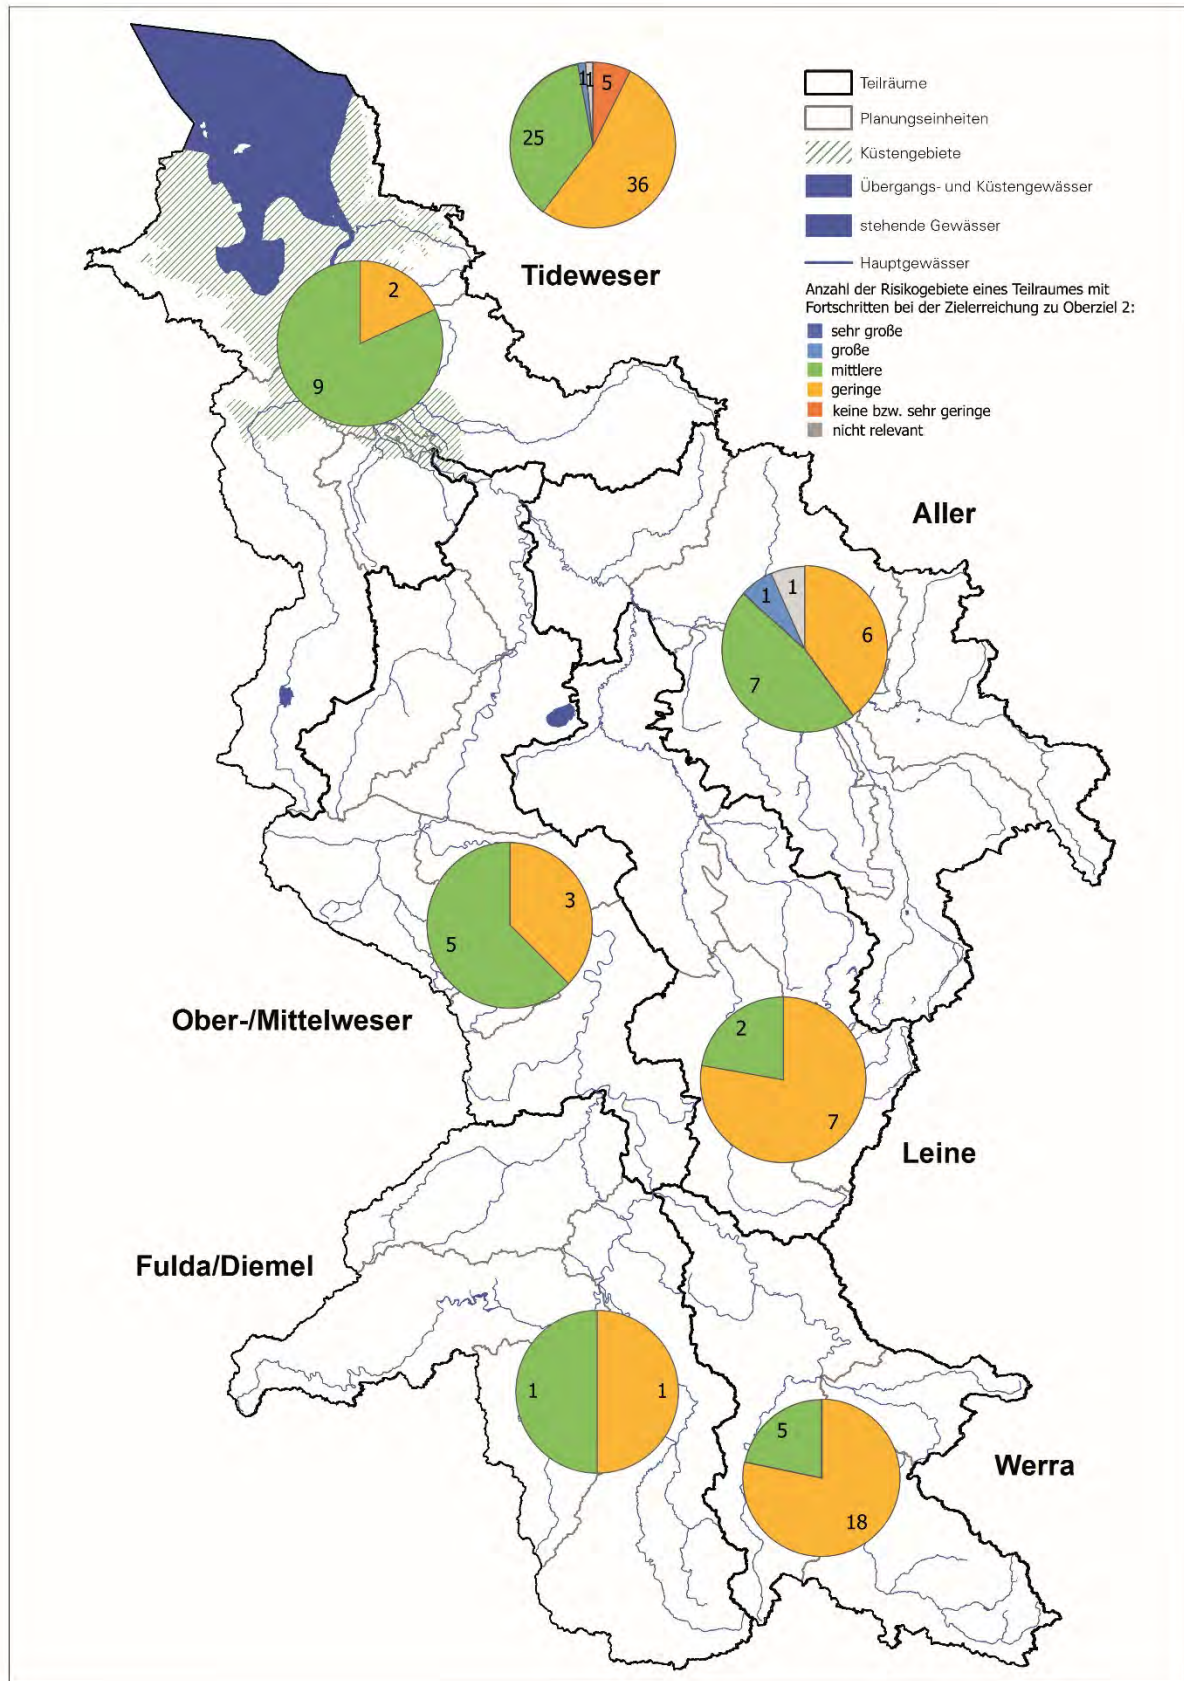 Teilräume
Planungseinheiten
Küstengebiete
Übergangs- und Küstengewässer
stehende Gewässer
Hauptgewässer
Anzahl der Risikogebiete eines Teilraumes mit
Fortschritten bei der Zielerreichung zu Oberziel 2:
sehr große
große
mittlere
geringe
keine bzw. sehr geringe
nicht relevant
1
1
5
25
36
Tideweser
2
9
Aller
1
1
6
7
3
5
Ober-/Mittelweser
2
7
Leine
Fulda/Diemel
1
1
5
18
Werra